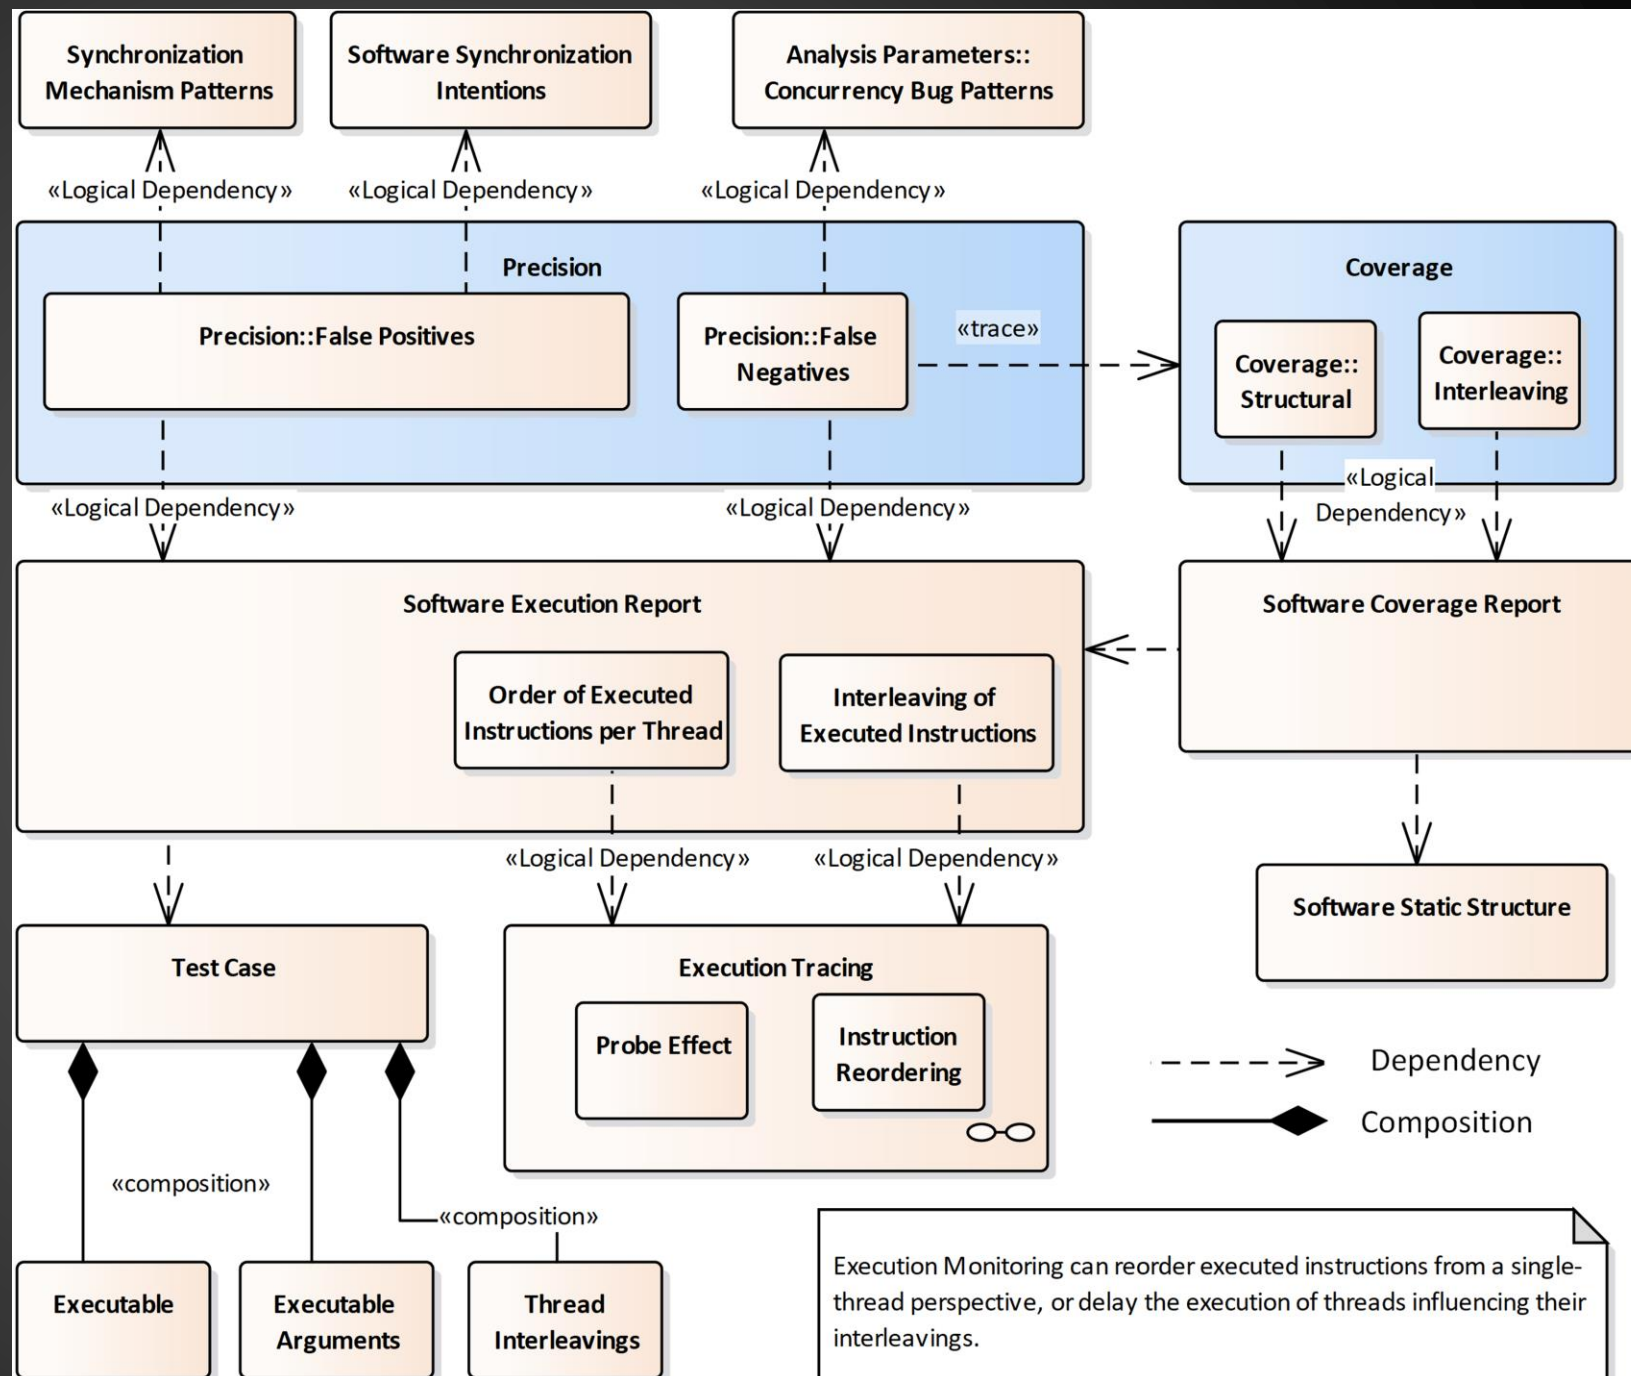 Synchronization
Mechanism Patterns
Software Synchronization
Intentions
Analysis Parameters::
Concurrency Bug Patterns
«Logical Dependency»
«Logical Dependency»
«Logical Dependency»
Precision
Coverage
Precision::False Positives
Precision::False
Negatives
«trace»
Coverage::
Structural
Coverage::
Interleaving
«Logical Dependency»
«Logical Dependency»
«Logical
Dependency»
Software Execution Report
Software Coverage Report
Order of Executed
Instructions per Thread
Interleaving of
Executed Instructions
«Logical Dependency»
«Logical Dependency»
Software Static Structure
Test Case
Execution Tracing
Probe Effect
Instruction
Reordering
Dependency
Composition
«composition»
«composition»
Executable
Executable
Arguments
Thread
Interleavings
Execution Monitoring can reorder executed instructions from a single-
thread perspective, or delay the execution of threads influencing their
interleavings.